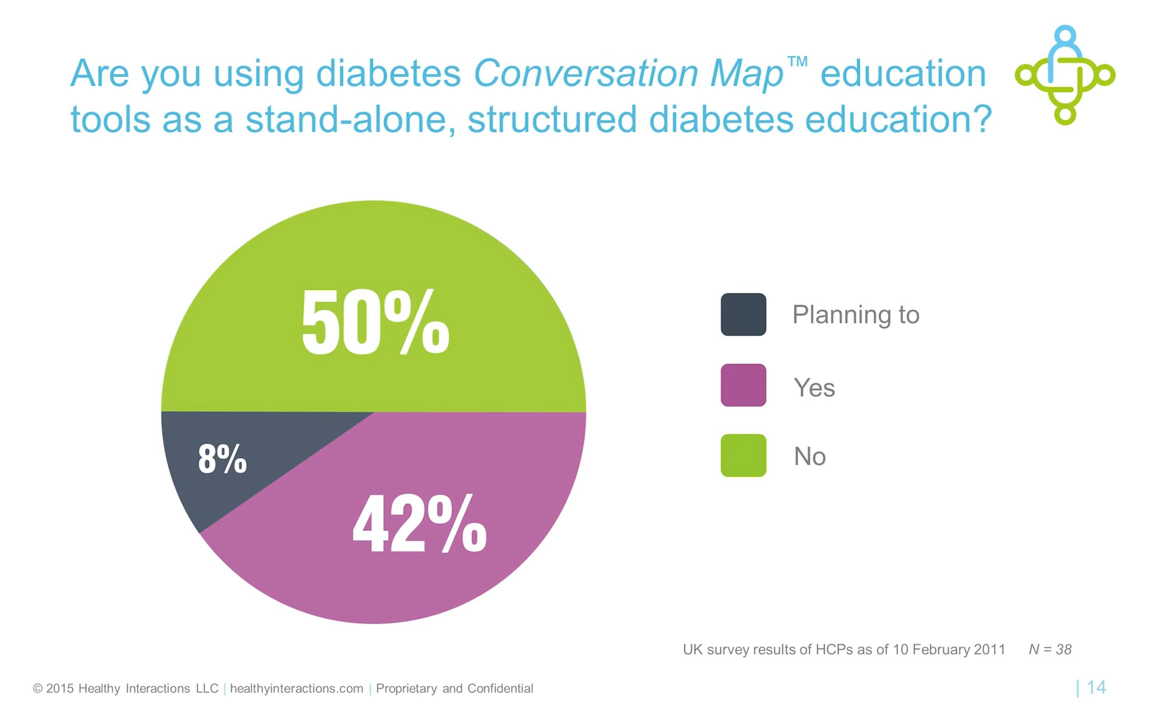 Are you using diabetes Conversation Map™ education
tools as a stand-alone, structured diabetes education?
50%
8%
42%
Planning to
Yes
No
UK survey results of HCPs as of 10 February 2011 N = 38
© 2015 Healthy Interactions LLC | healthyinteractions.com | Proprietary and Confidential
| 14